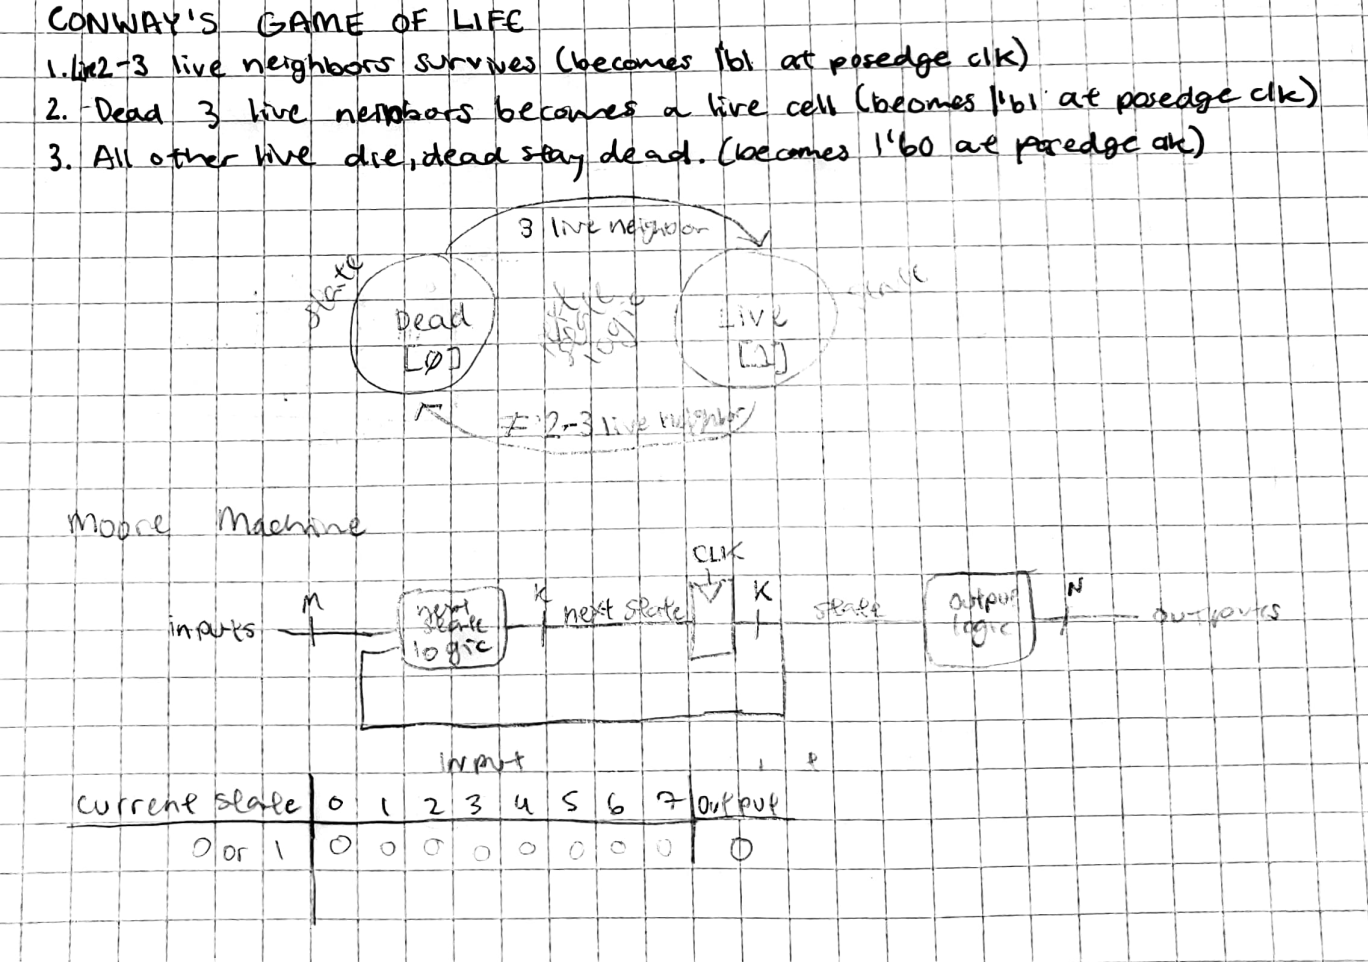 CONWAY'S GAME OF LIFE
1. Live 2-3 live neighbors survives (becomes 1'b1 at posedge clk)
2. Dead 3 live neighbors becomes a live cell (becomes 1'b1 at posedge clk)
3. All other live die, dead stay dead. (becomes 1'b0 at posedge clk)
3 live neighbor
state
state
Dead
[0]
Live
[1]
≠ 2-3 live neighbor
Moore Machine
CLK
inputs M next state logic K next state K state output logic N outputs
input
current state 0 1 2 3 4 5 6 7 output
0 or 1 0 0 0 0 0 0 0 0 0